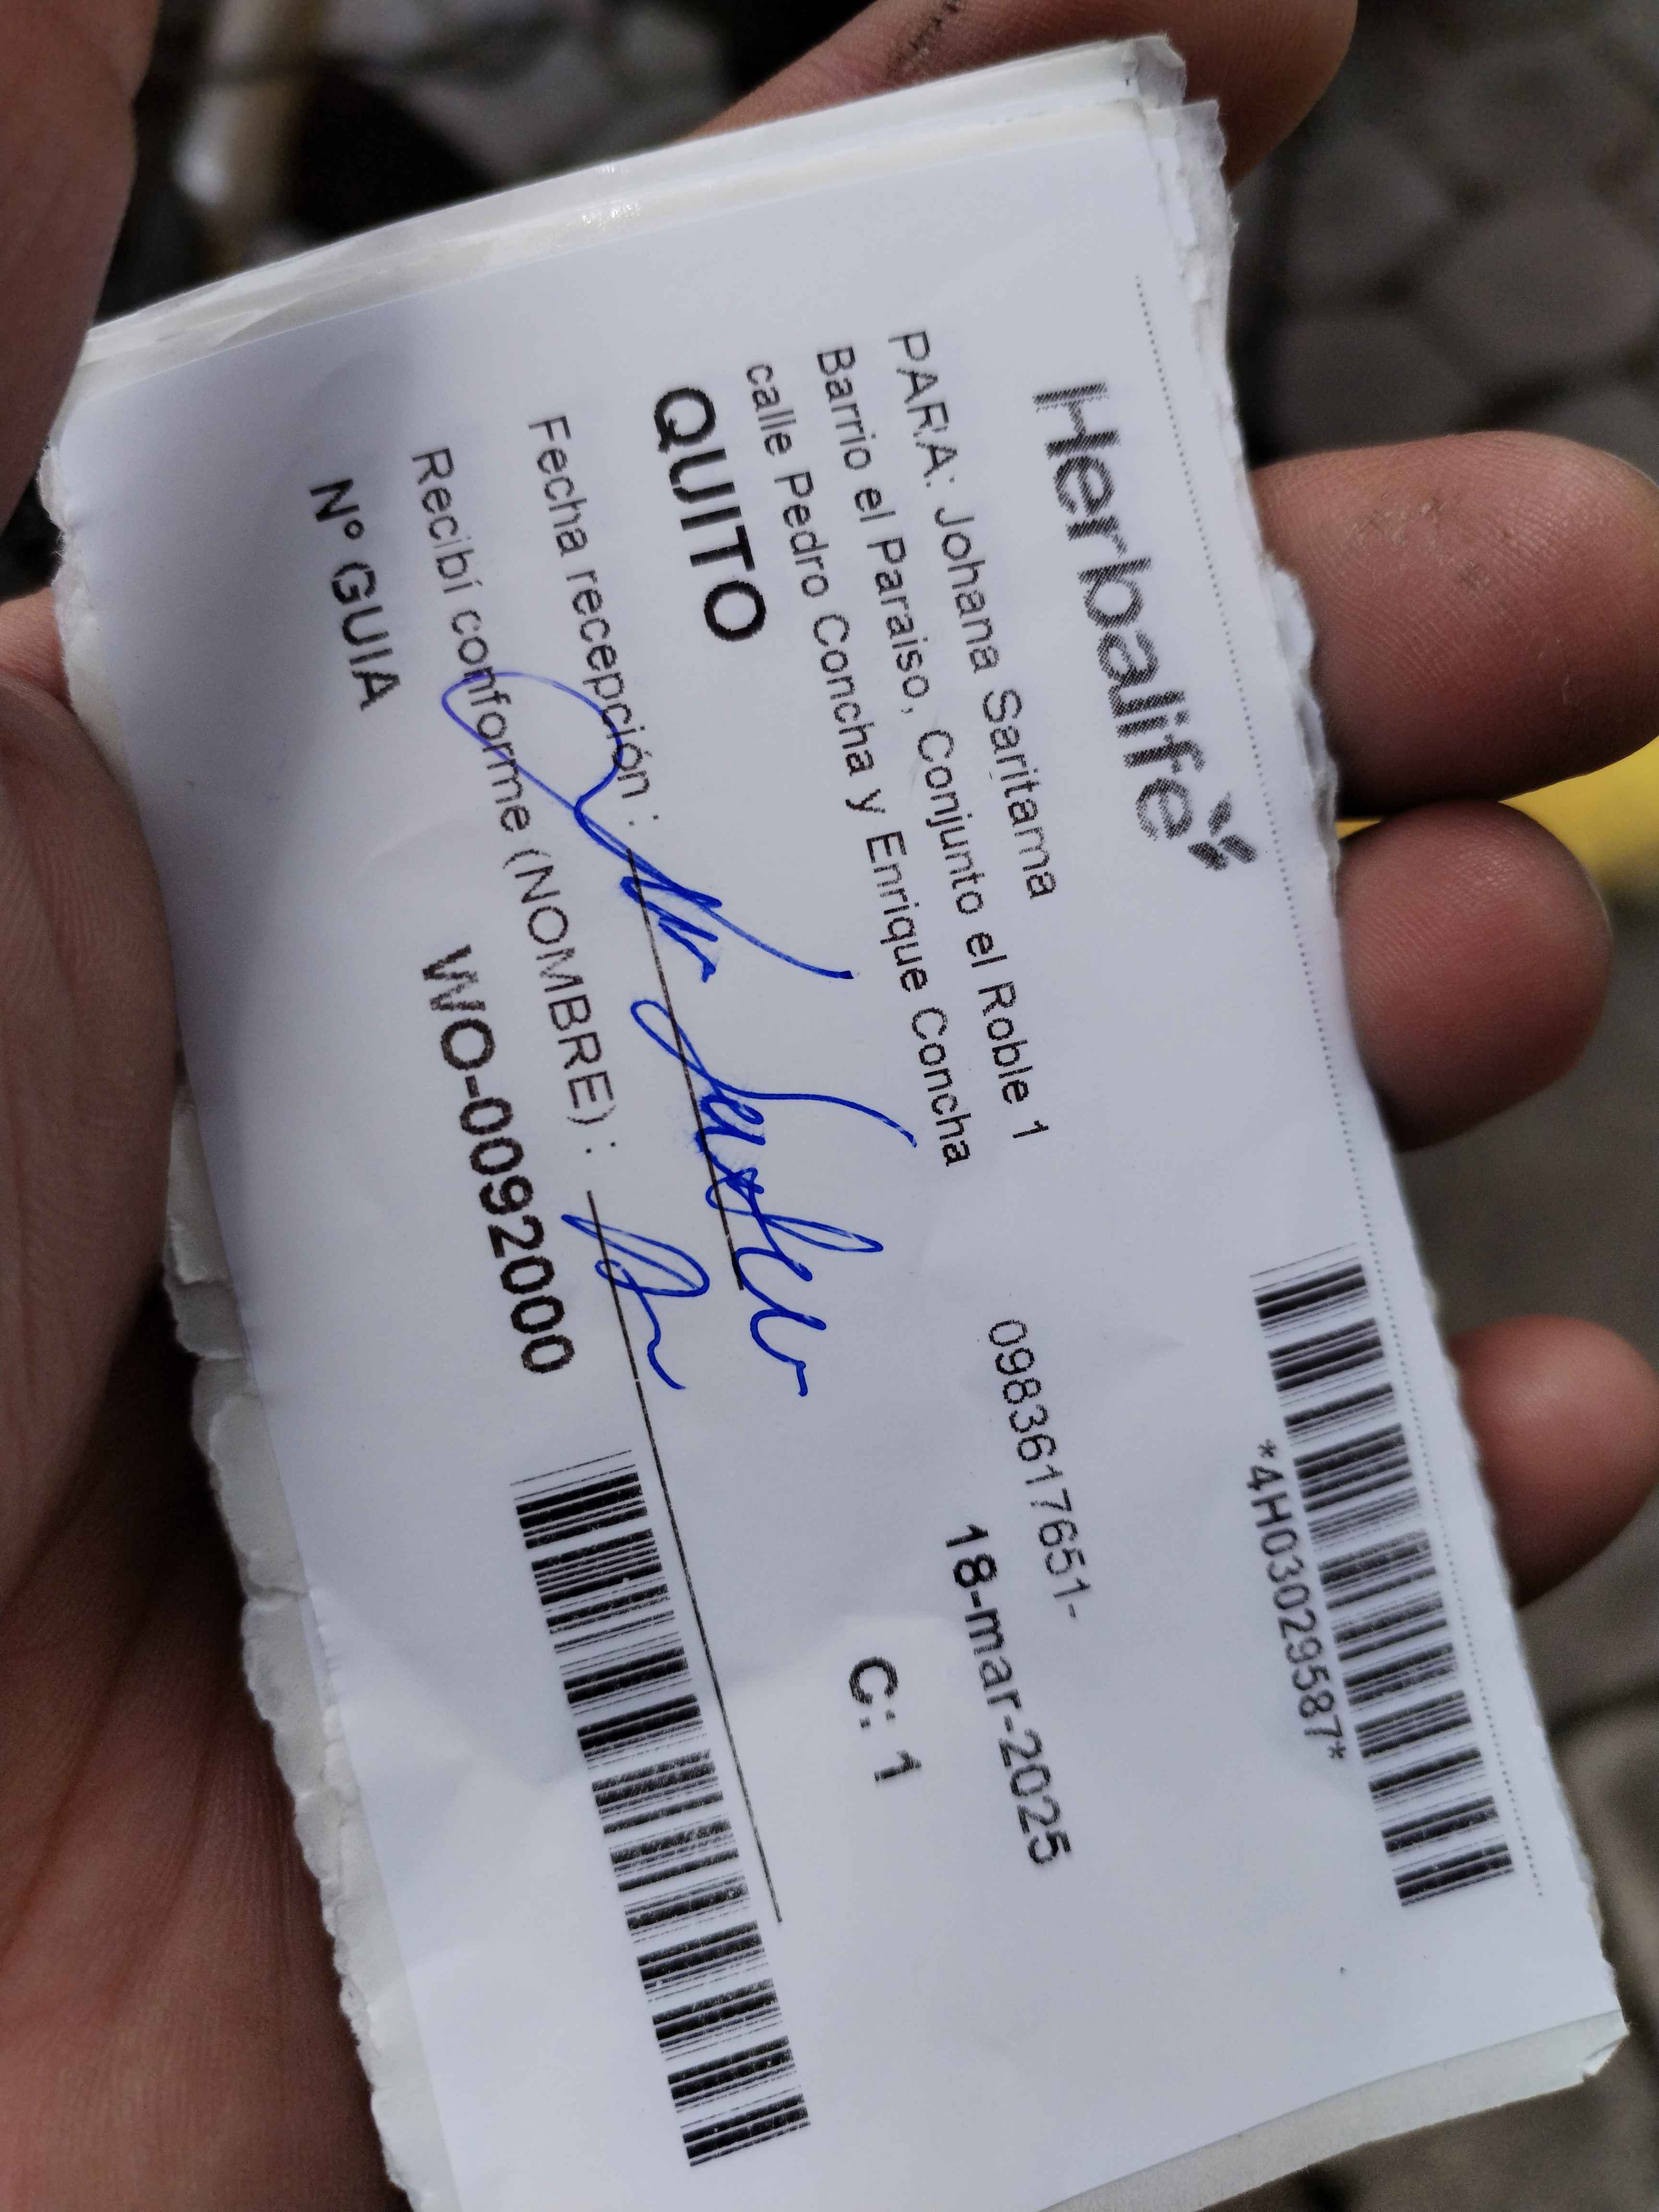 Herbalife
*4H03029587*
PARA: Johana Saritama
0983617651-
Barrio el Paraiso, Conjunto el Roble 1
18-mar-2025
calle Pedro Concha y Enrique Concha
QUITO
C: 1
Fecha recepción :
Recibí conforme (NOMBRE) :
N° GUIA
WO-0092000